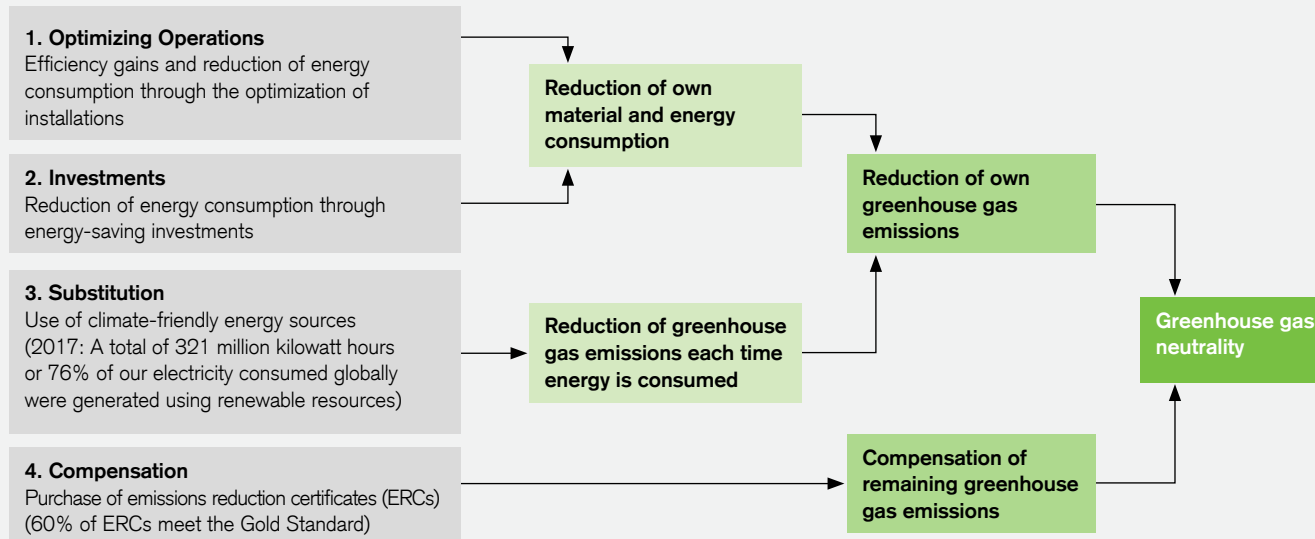 1. Optimizing Operations
Efficiency gains and reduction of energy
consumption through the optimization of
installations
2. Investments
Reduction of energy consumption through
energy-saving investments
3. Substitution
Use of climate-friendly energy sources
(2017: A total of 321 million kilowatt hours
or 76% of our electricity consumed globally
were generated using renewable resources)
4. Compensation
Purchase of emissions reduction certificates (ERCs)
(60% of ERCs meet the Gold Standard)
Reduction of own
material and energy
consumption
Reduction of greenhouse
gas emissions each time
energy is consumed
Reduction of own
greenhouse gas
emissions
Compensation of
remaining greenhouse
gas emissions
Greenhouse gas
neutrality